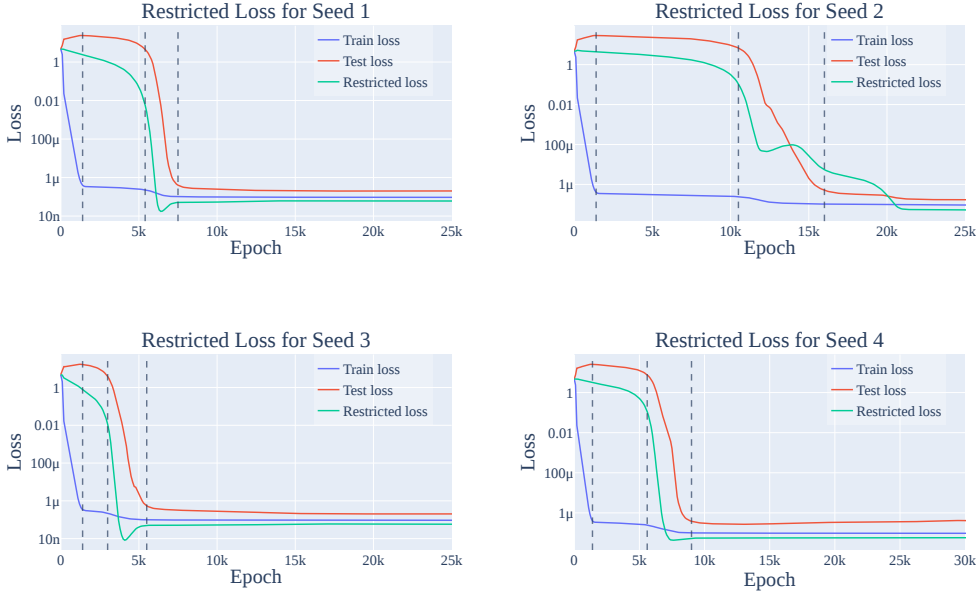 Restricted Loss for Seed 1
Loss
1
0.01
100μ
1μ
10n
0
5k
10k
15k
20k
25k
Epoch
Train loss
Test loss
Restricted loss
Restricted Loss for Seed 2
Loss
1
0.01
100μ
1μ
0
5k
10k
15k
20k
25k
Epoch
Train loss
Test loss
Restricted loss
Restricted Loss for Seed 3
Loss
1
0.01
100μ
1μ
10n
0
5k
10k
15k
20k
25k
Epoch
Train loss
Test loss
Restricted loss
Restricted Loss for Seed 4
Loss
1
0.01
100μ
1μ
0
5k
10k
15k
20k
25k
30k
Epoch
Train loss
Test loss
Restricted loss